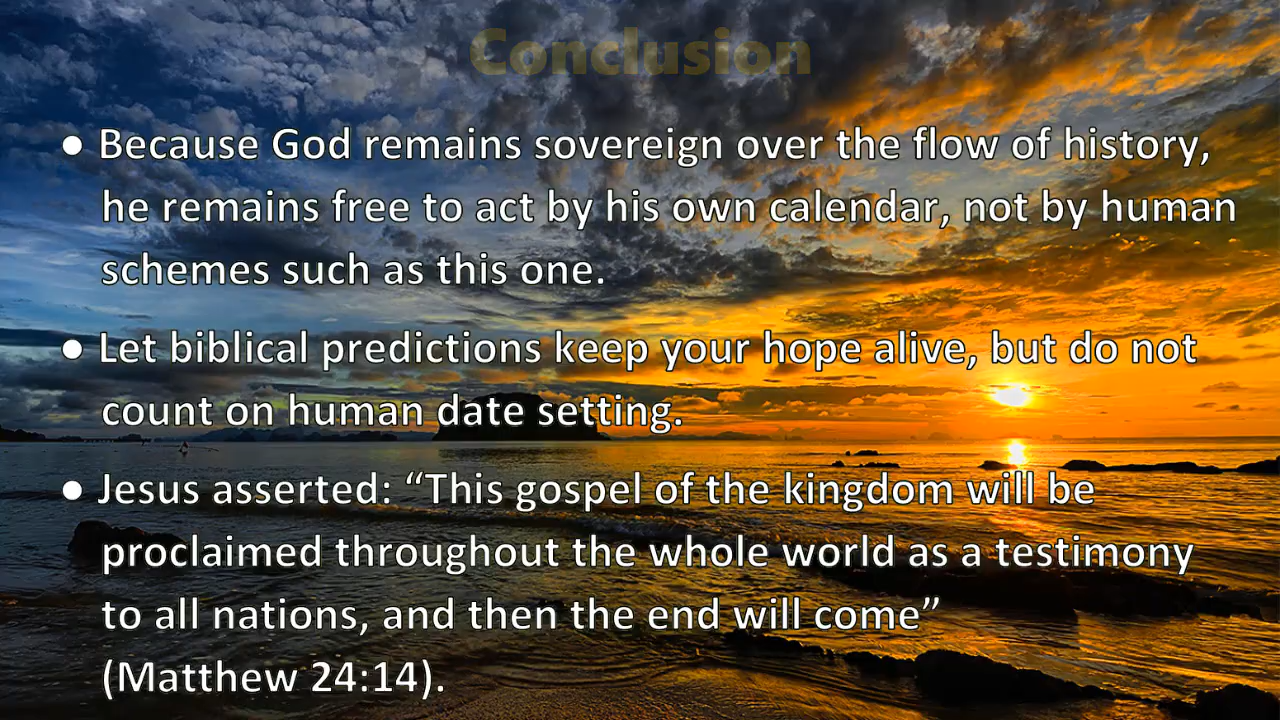 Conclusion
● Because God remains sovereign over the flow of history,
he remains free to act by his own calendar, not by human
schemes such as this one.
● Let biblical predictions keep your hope alive, but do not
count on human date setting.
● Jesus asserted: “This gospel of the kingdom will be
proclaimed throughout the whole world as a testimony
to all nations, and then the end will come”
(Matthew 24:14).